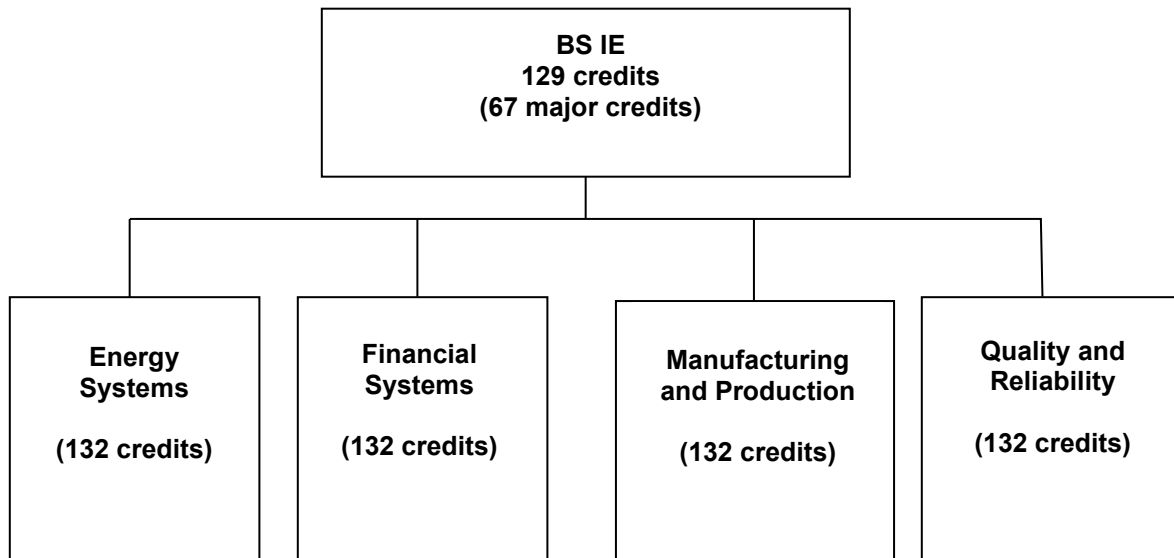 BS IE
129 credits
(67 major credits)
Energy
Systems
(132 credits)
Financial
Systems
(132 credits)
Manufacturing
and Production
(132 credits)
Quality and
Reliability
(132 credits)